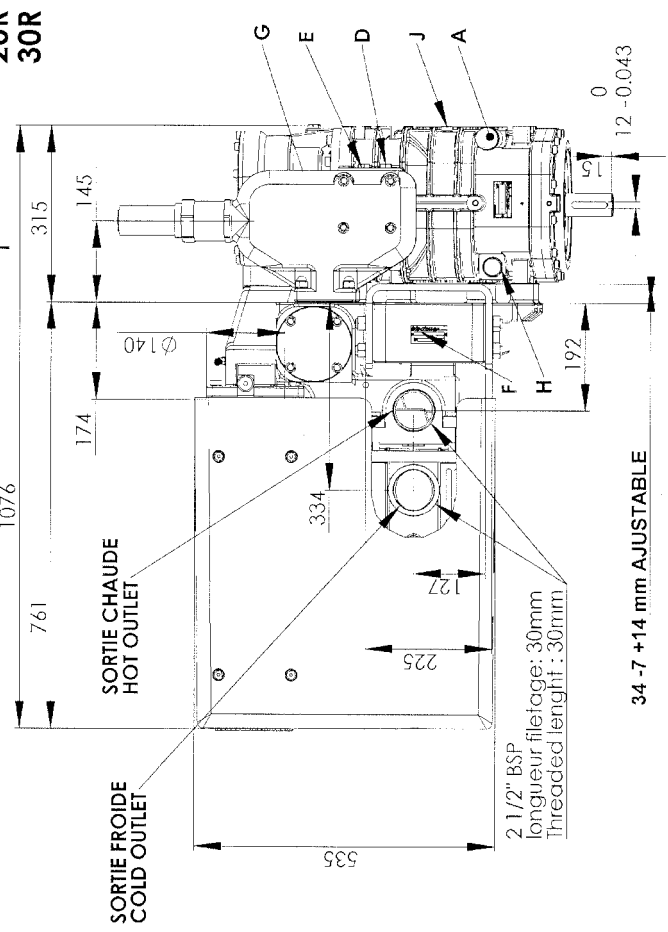 30R
G
E
D
J
A
0
12 -0.043
15
1076
315
145
761
174
Ø140
334
192
F
H
SORTIE CHAUDE
HOT OUTLET
SORTIE FROIDE
COLD OUTLET
127
225
535
2 1/2" BSP
longueur filetage: 30mm
Threaded lenght : 30mm
34 -7 +14 mm AJUSTABLE